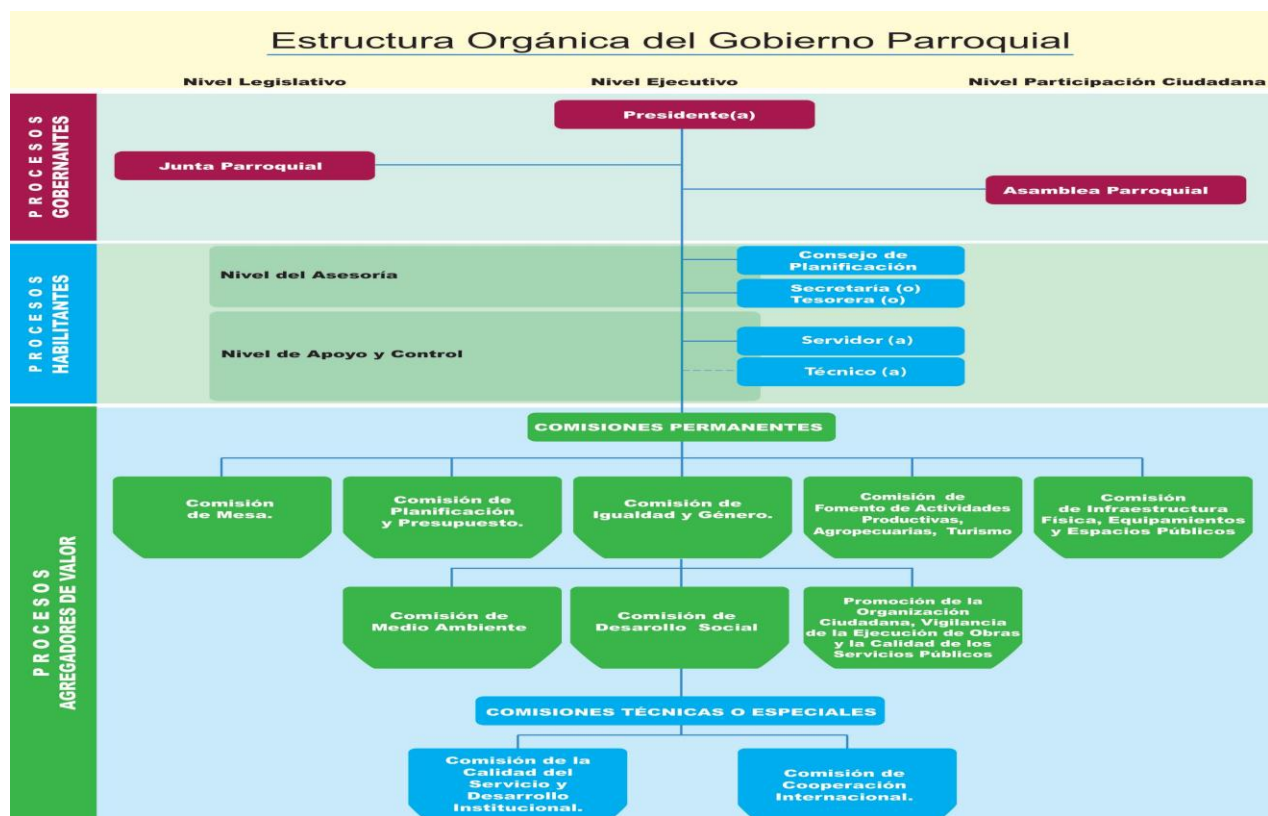 Estructura Orgánica del Gobierno Parroquial
Nivel Legislativo
Nivel Ejecutivo
Nivel Participación Ciudadana
PROCESOS
GOBERNANTES
Presidente(a)
Junta Parroquial
Asamblea Parroquial
PROCESOS
HABILITANTES
Nivel del Asesoría
Consejo de
Planificación
Secretaría (o)
Tesorera (o)
Nivel de Apoyo y Control
Servidor (a)
Técnico (a)
PROCESOS
AGREGADORES DE VALOR
COMISIONES PERMANENTES
Comisión
de Mesa.
Comisión de
Planificación
y Presupuesto.
Comisión de
Igualdad y Género.
Comisión de
Fomento de Actividades
Productivas,
Agropecuarias, Turismo
Comisión
de Infraestructura
Física, Equipamientos
y Espacios Públicos
Comisión de
Medio Ambiente
Comisión de
Desarollo Social
Promoción de la
Organización
Ciudadana, Vigilancia
de la Ejecución de Obras
y la Calidad de los
Servicios Públicos
COMISIONES TÉCNICAS O ESPECIALES
Comisión de la
Calidad del
Servicio y
Desarrollo
Institucional.
Comisión de
Cooperación
Internacional.